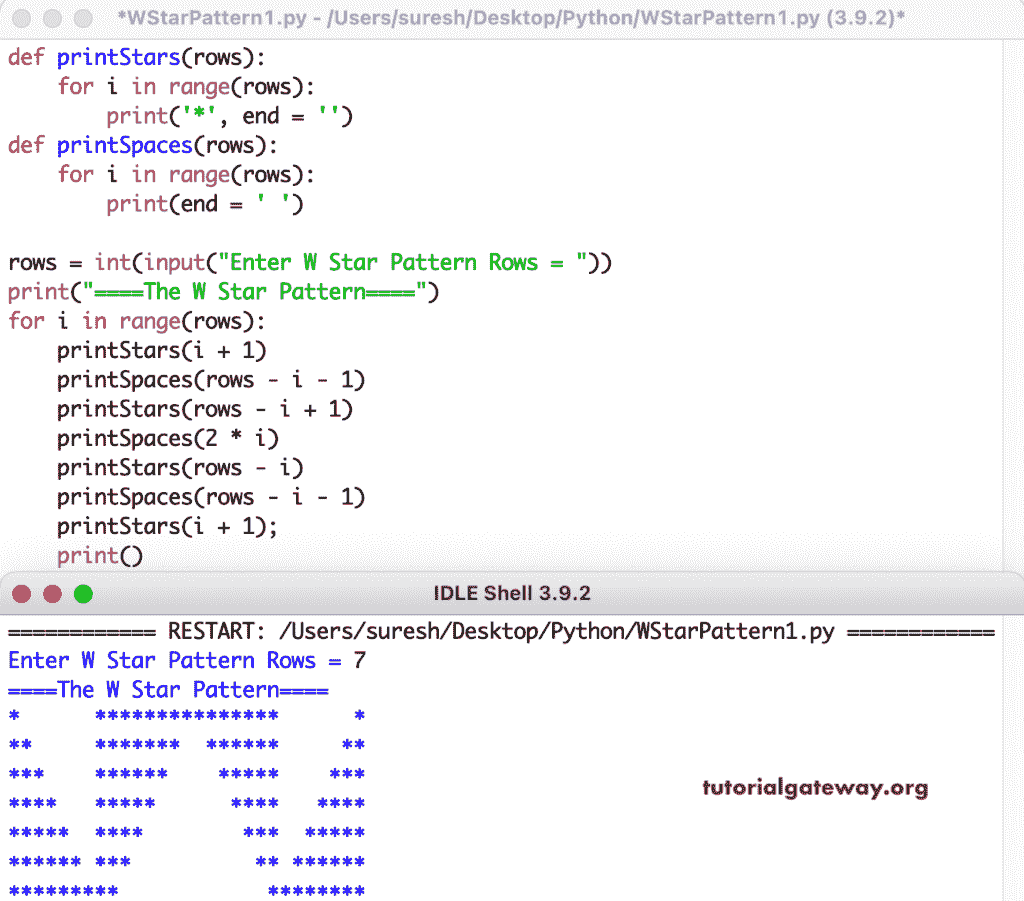 *WStarPattern1.py - /Users/suresh/Desktop/Python/WStarPattern1.py (3.9.2)*
def printStars(rows):
    for i in range(rows):
        print('*', end = '')
def printSpaces(rows):
    for i in range(rows):
        print(end = ' ')

rows = int(input("Enter W Star Pattern Rows = "))
print("====The W Star Pattern====")
for i in range(rows):
    printStars(i + 1)
    printSpaces(rows - i - 1)
    printStars(rows - i + 1)
    printSpaces(2 * i)
    printStars(rows - i)
    printSpaces(rows - i - 1)
    printStars(i + 1);
    print()
IDLE Shell 3.9.2
============ RESTART: /Users/suresh/Desktop/Python/WStarPattern1.py ============
Enter W Star Pattern Rows = 7
====The W Star Pattern====
*      ***************      *
**     *******  ******     **
***    ******    *****    ***
****   *****      ****   ****
*****  ****        ***  *****
****** ***          ** ******
*********            ********
tutorialgateway.org